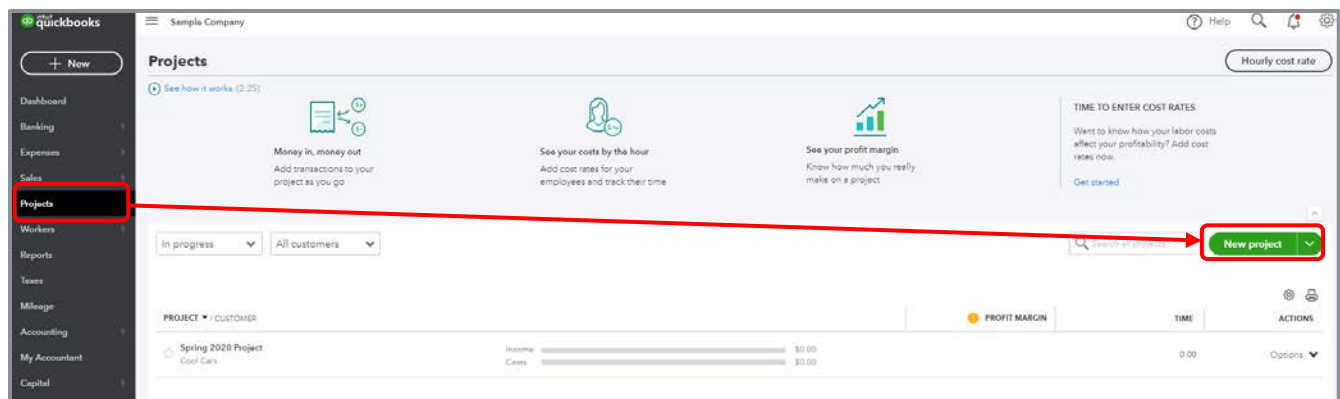 intuit
quickbooks
Sample Company
Help
+ New
Projects
Hourly cost rate
See how it works (2:25)
Money in, money out
Add transactions to your
project as you go
See your costs by the hour
Add cost rates for your
employees and track their time
See your profit margin
Know how much you really
make on a project
TIME TO ENTER COST RATES
Want to know how your labor costs
affect your profitability? Add cost
rates now.
Get started
Dashboard
Banking
Expenses
Sales
Projects
Workers
Reports
Taxes
Mileage
Accounting
My Accountant
Capital
In progress
All customers
Search all projects
New project
PROJECT / CUSTOMER
PROFIT MARGIN
TIME
ACTIONS
Spring 2020 Project
Cool Cars
Income $0.00
Costs $0.00
0:00
Options